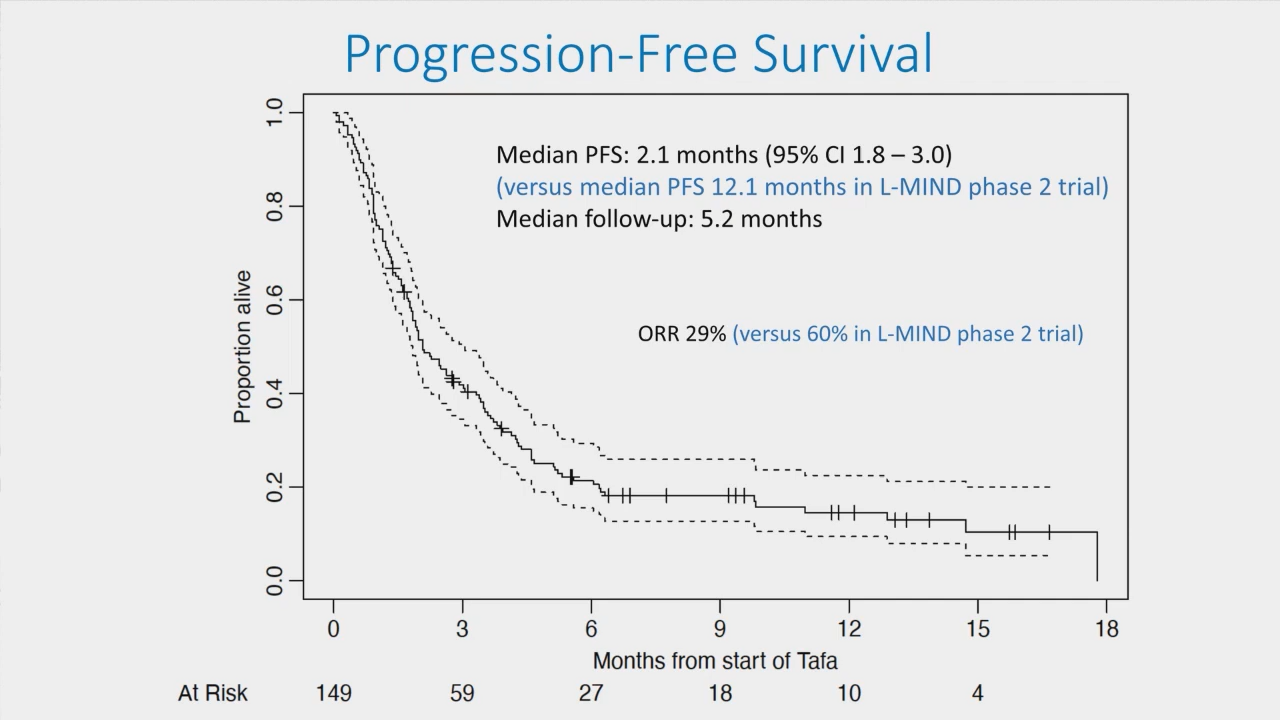 Progression-Free Survival
Median PFS: 2.1 months (95% CI 1.8 – 3.0)
(versus median PFS 12.1 months in L-MIND phase 2 trial)
Median follow-up: 5.2 months
ORR 29% (versus 60% in L-MIND phase 2 trial)
Proportion alive
1.0
0.8
0.6
0.4
0.2
0.0
0 3 6 9 12 15 18
Months from start of Tafa
At Risk 149 59 27 18 10 4